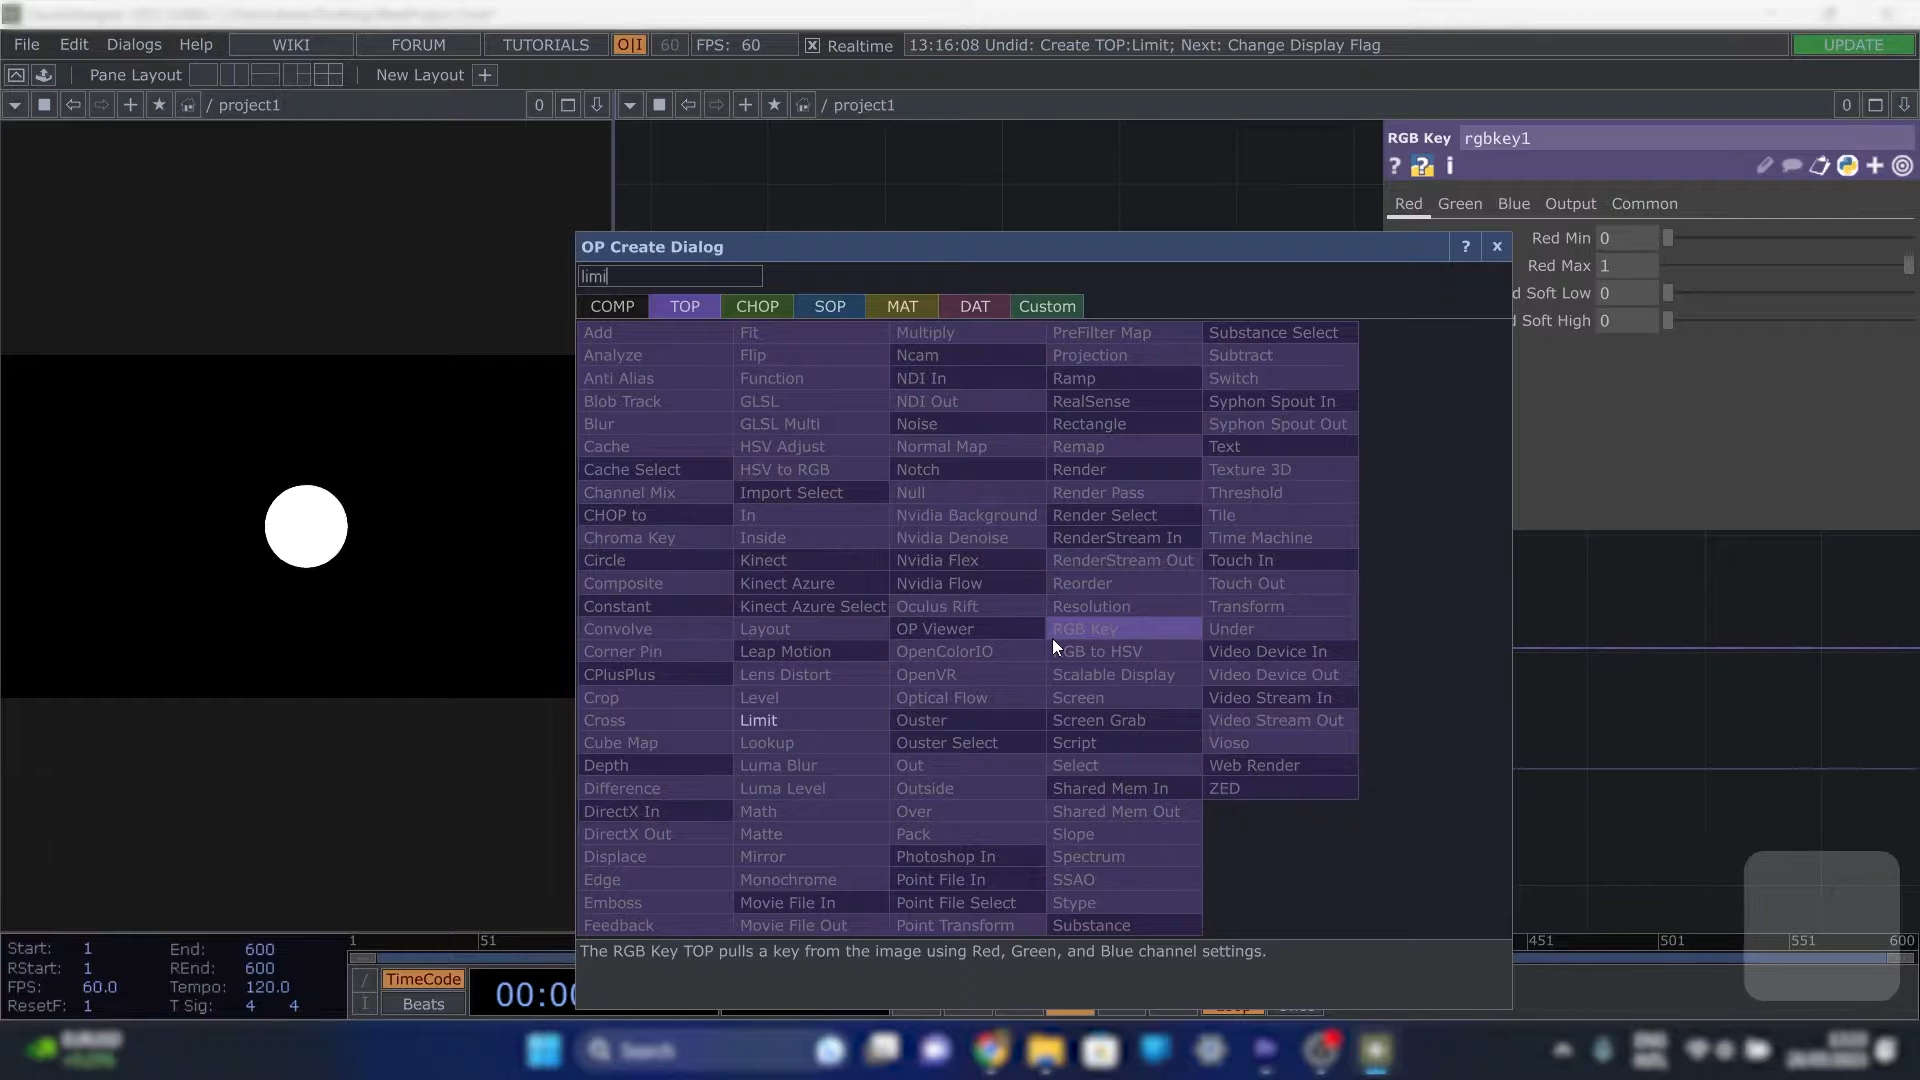 File Edit Dialogs Help WIKI FORUM TUTORIALS O|I 60 FPS: 60 Realtime 13:16:08 Undid: Create TOP:Limit; Next: Change Display Flag UPDATE
Pane Layout New Layout +
/ project1 0 / project1 0
RGB Key rgbkey1
Red Green Blue Output Common
Red Min 0
Red Max 1
d Soft Low 0
d Soft High 0
OP Create Dialog ? x
limi
COMP TOP CHOP SOP MAT DAT Custom
Add Fit Multiply PreFilter Map Substance Select
Analyze Flip Ncam Projection Subtract
Anti Alias Function NDI In Ramp Switch
Blob Track GLSL NDI Out RealSense Syphon Spout In
Blur GLSL Multi Noise Rectangle Syphon Spout Out
Cache HSV Adjust Normal Map Remap Text
Cache Select HSV to RGB Notch Render Texture 3D
Channel Mix Import Select Null Render Pass Threshold
CHOP to In Nvidia Background Render Select Tile
Chroma Key Inside Nvidia Denoise RenderStream In Time Machine
Circle Kinect Nvidia Flex RenderStream Out Touch In
Composite Kinect Azure Nvidia Flow Reorder Touch Out
Constant Kinect Azure Select Oculus Rift Resolution Transform
Convolve Layout OP Viewer RGB Key Under
Corner Pin Leap Motion OpenColorIO RGB to HSV Video Device In
CPlusPlus Lens Distort OpenVR Scalable Display Video Device Out
Crop Level Optical Flow Screen Video Stream In
Cross Limit Ouster Screen Grab Video Stream Out
Cube Map Lookup Ouster Select Script Vioso
Depth Luma Blur Out Select Web Render
Difference Luma Level Outside Shared Mem In ZED
DirectX In Math Over Shared Mem Out
DirectX Out Matte Pack Slope
Displace Mirror Photoshop In Spectrum
Edge Monochrome Point File In SSAO
Emboss Movie File In Point File Select Stype
Feedback Movie File Out Point Transform Substance
The RGB Key TOP pulls a key from the image using Red, Green, and Blue channel settings.
1 51 451 501 551 600
Start: 1 End: 600
RStart: 1 REnd: 600
FPS: 60.0 Tempo: 120.0
ResetF: 1 T Sig: 4 4
/ TimeCode
I Beats
00:0
Search